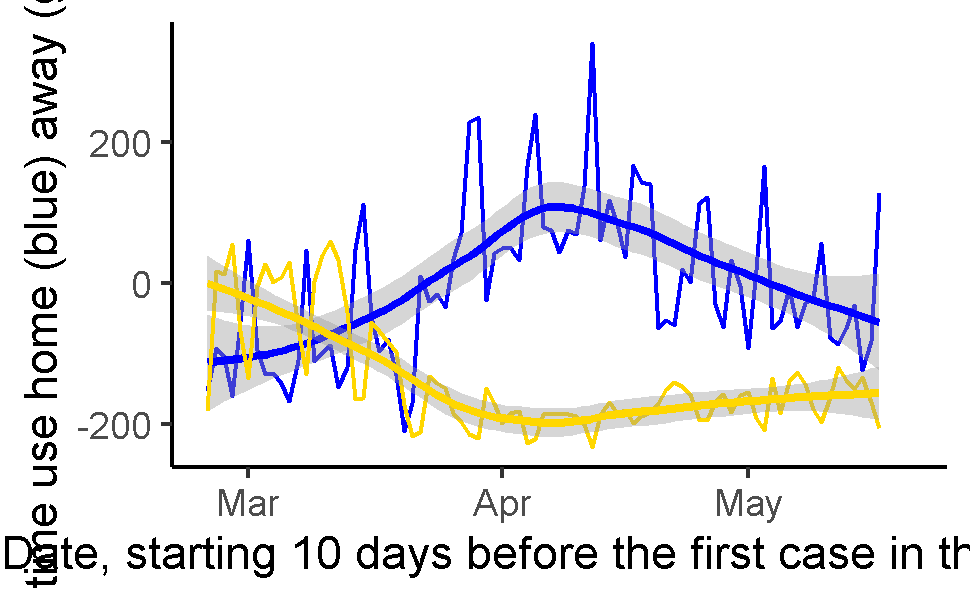 time use home (blue) away (
200
0
-200
Mar Apr May
Date, starting 10 days before the first case in th